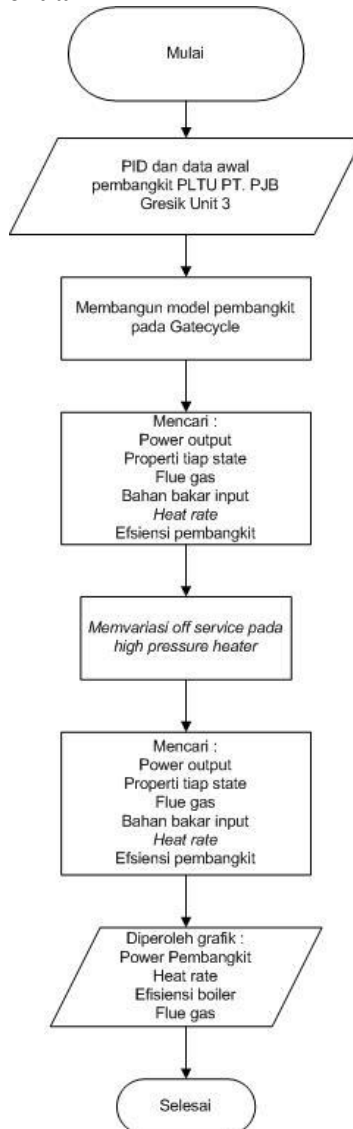 Mulai
PID dan data awal
pembangkit PLTU PT. PJB
Gresik Unit 3
Membangun model pembangkit
pada Gatecycle
Mencari :
Power output
Properti tiap state
Flue gas
Bahan bakar input
Heat rate
Efsiensi pembangkit
Memvariasi off service pada
high pressure heater
Mencari :
Power output
Properti tiap state
Flue gas
Bahan bakar input
Heat rate
Efsiensi pembangkit
Diperoleh grafik :
Power Pembangkit
Heat rate
Efisiensi boiler
Flue gas
Selesai